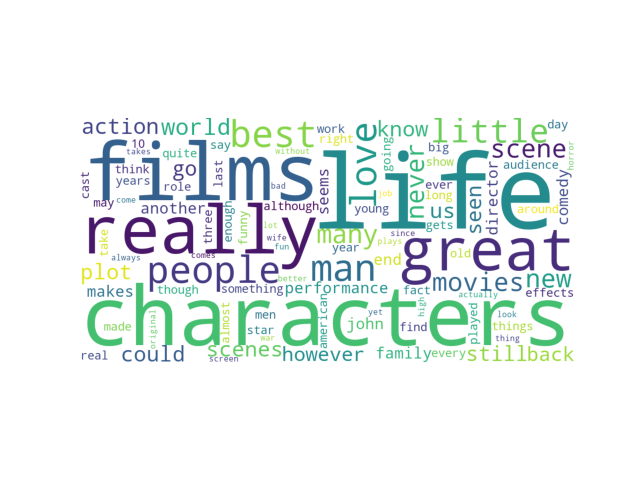 action world best love know little work day
10 takes say right going big scene
cast think quite go last seems never seen show director audience comedy horror
films life
years role come without bad
may another three enough although young us ever long around
really many job gets great
take funny lot year since old
always comes wife fun plays
plot people something better man end movies new
makes though performance fact effects
characters
made original almost men star american john yet find high played actually look things
real could screen scenes war however family every thing still back